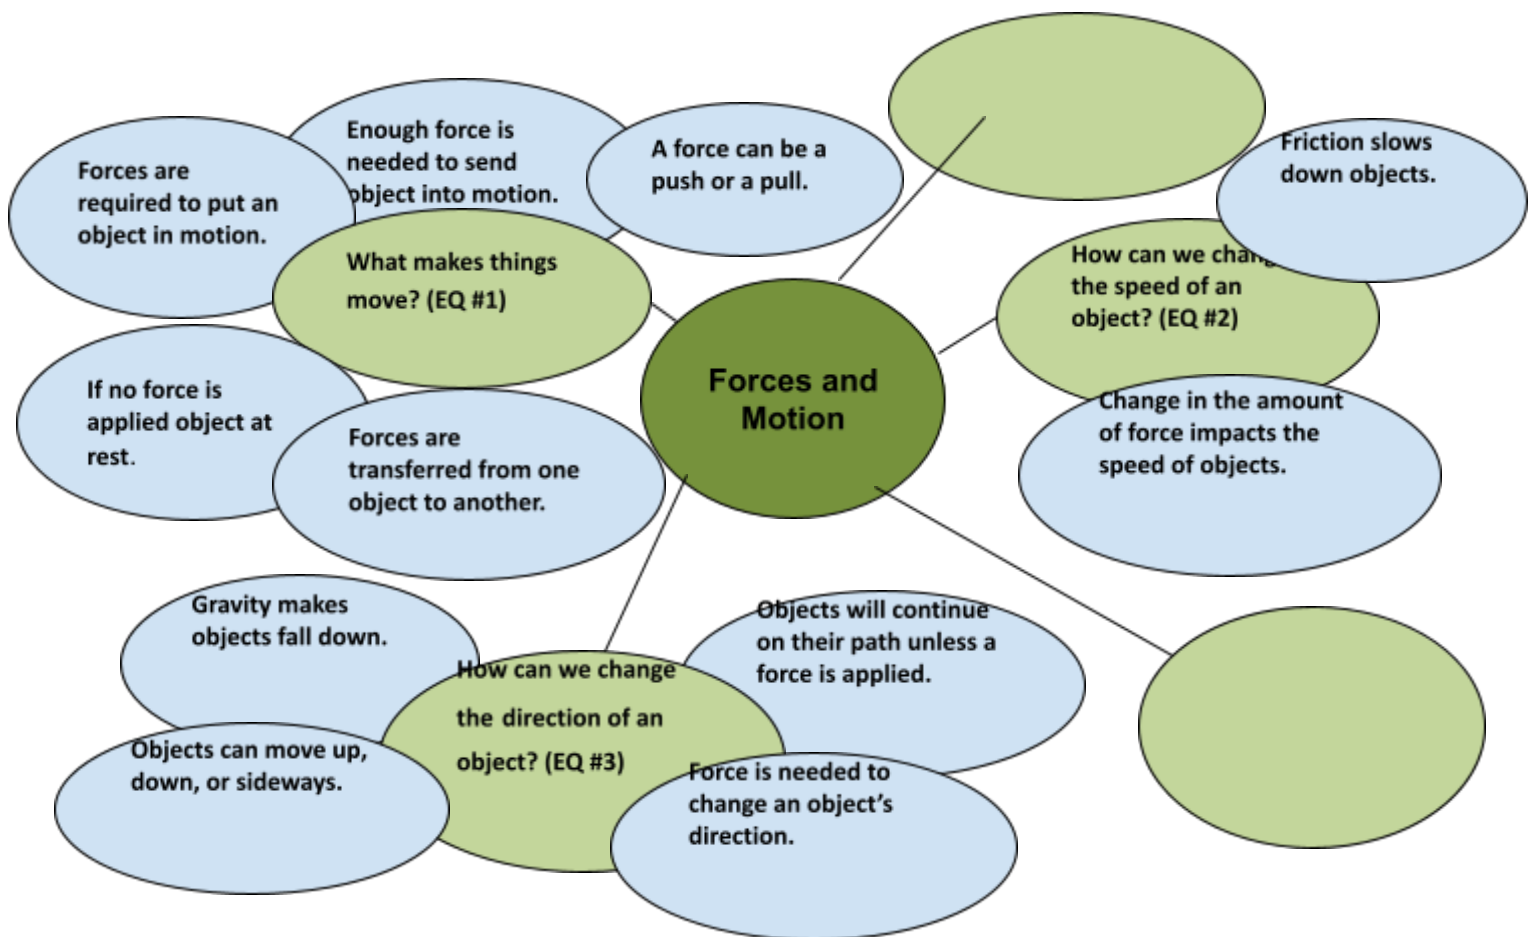 Enough force is
needed to send
object into motion.
A force can be a
push or a pull.
Forces are
required to put an
object in motion.
Friction slows
down objects.
What makes things
move? (EQ #1)
How can we chang
the speed of an
object? (EQ #2)
Forces and
Motion
If no force is
applied object at
rest.
Forces are
transferred from one
object to another.
Change in the amount
of force impacts the
speed of objects.
Gravity makes
objects fall down.
Objects will continue
on their path unless a
force is applied.
How can we change
the direction of an
object? (EQ #3)
Objects can move up,
down, or sideways.
Force is needed to
change an object’s
direction.